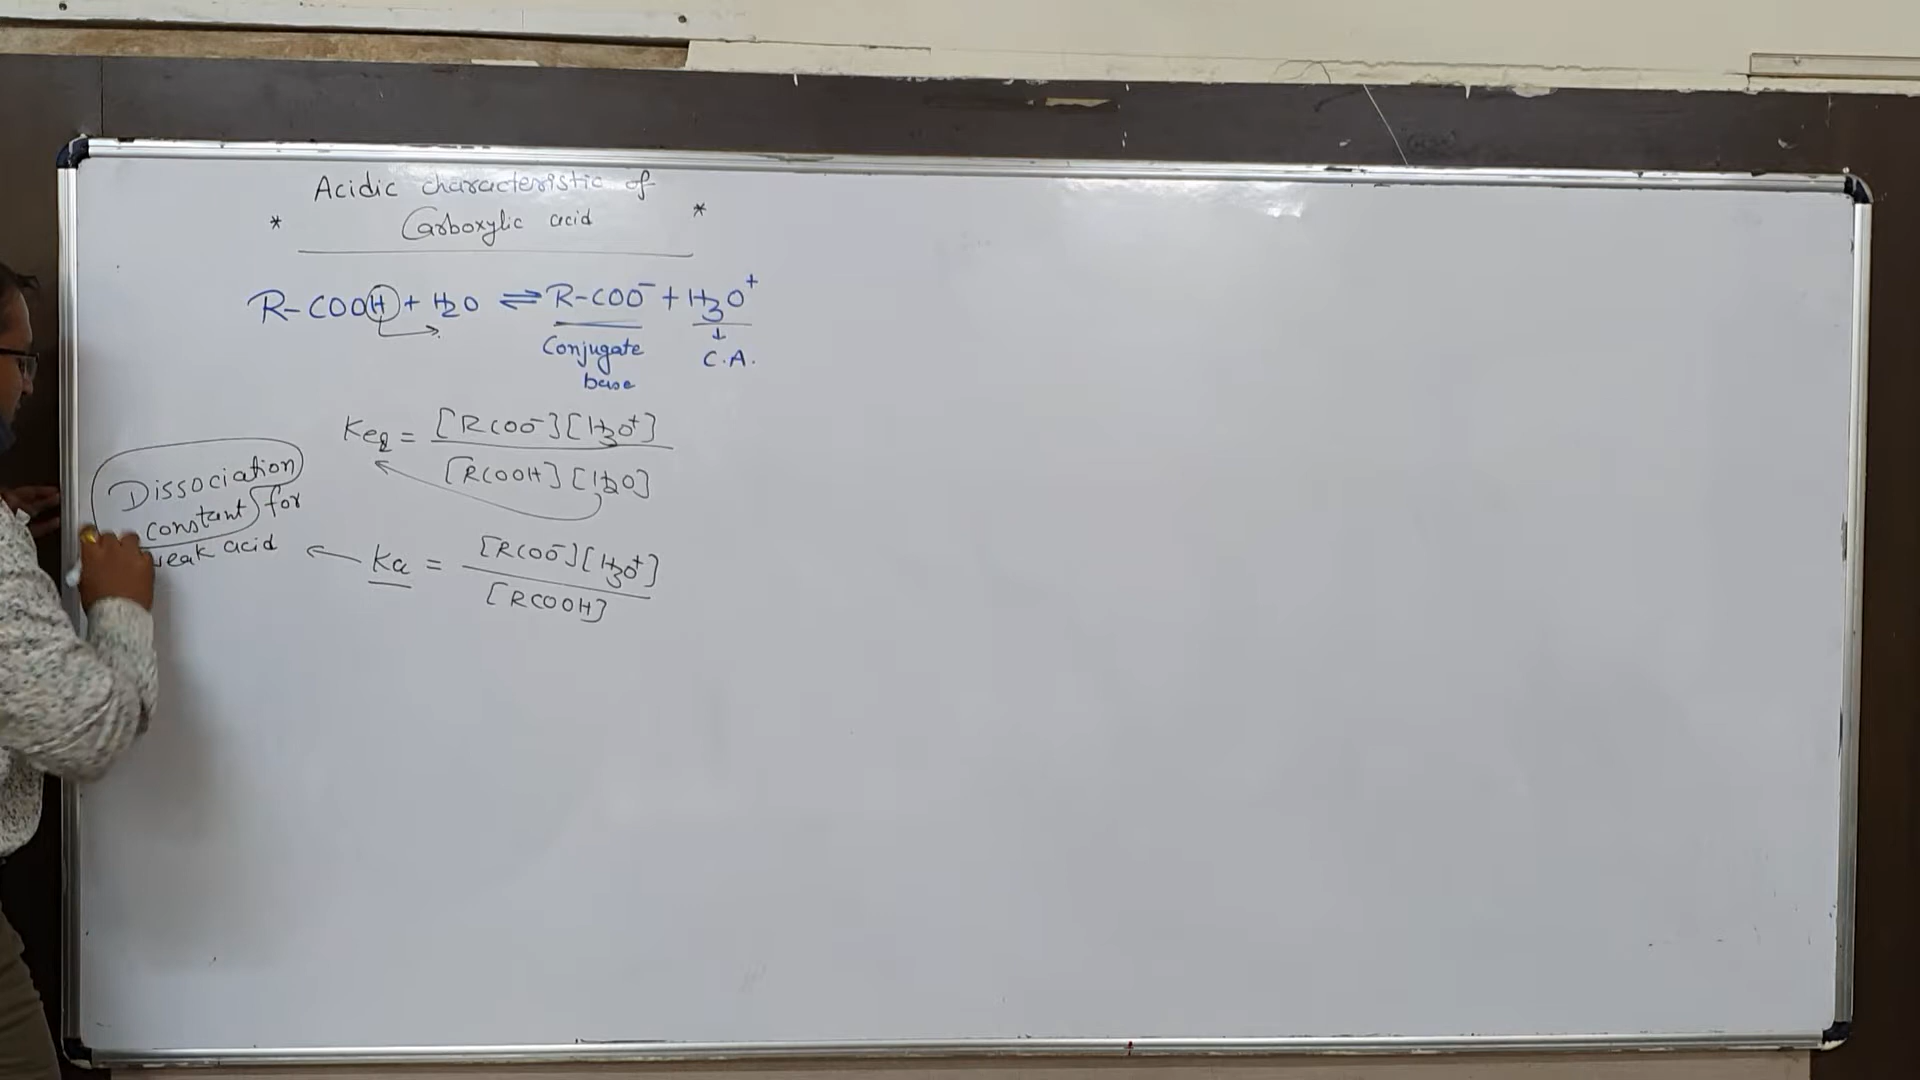 Acidic characteristic of
* Carboxylic acid *
R-COOH + H2O ⇌ R-COO⁻ + H3O⁺
↓
Conjugate C.A.
base
Keq = [RCOO⁻][H3O⁺]
[RCOOH][H2O]
Dissociation
constant for
acid ← Ka = [RCOO⁻][H3O⁺]
[RCOOH]